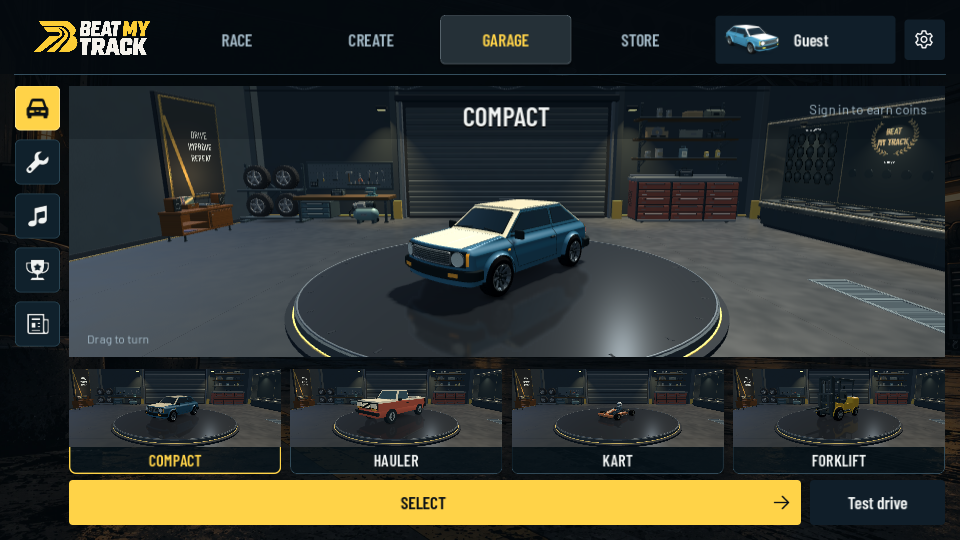 BEAT MY
TRACK
RACE
CREATE
GARAGE
STORE
Guest
COMPACT
Sign in to earn coins
DRIVE
IMPROVE
REPEAT
BEAT
MY TRACK
Drag to turn
COMPACT
HAULER
KART
FORKLIFT
SELECT
Test drive